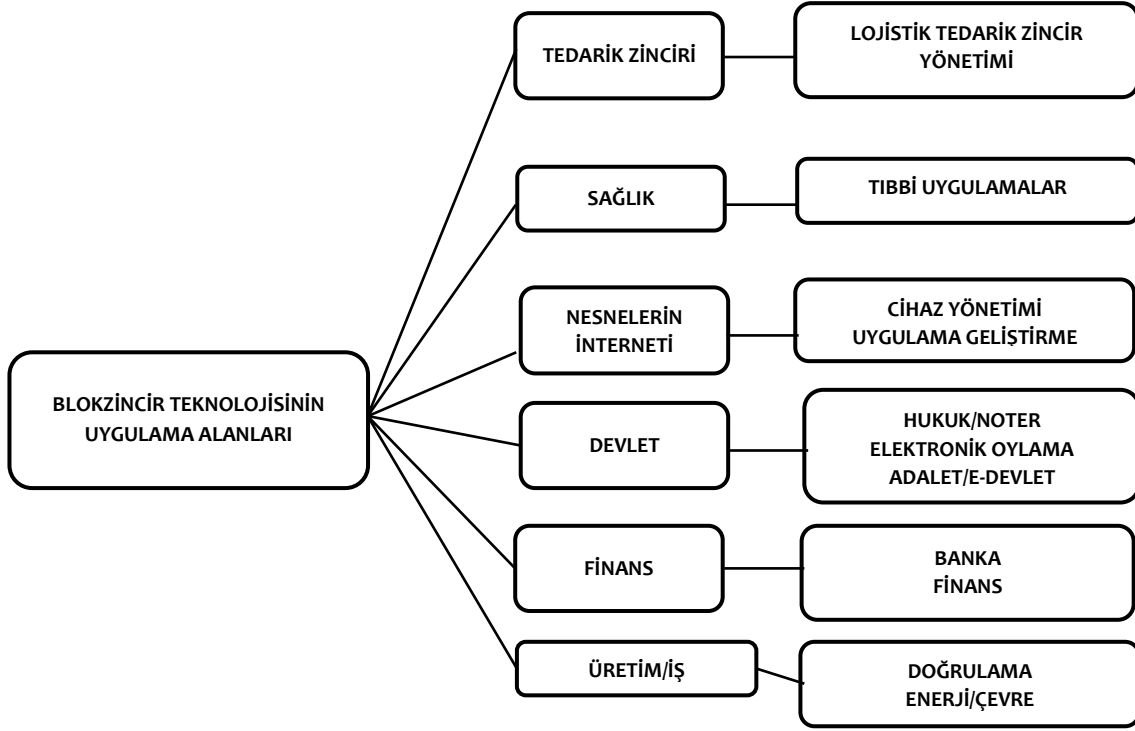 BLOKZİNCİR TEKNOLOJİSİNİN
UYGULAMA ALANLARI
TEDARİK ZİNCİRİ
LOJİSTİK TEDARİK ZİNCİR
YÖNETİMİ
SAĞLIK
TIBBİ UYGULAMALAR
NESNELERİN
İNTERNETİ
CİHAZ YÖNETİMİ
UYGULAMA GELİŞTİRME
DEVLET
HUKUK/NOTER
ELEKTRONİK OYLAMA
ADALET/E-DEVLET
FİNANS
BANKA
FİNANS
ÜRETİM/İŞ
DOĞRULAMA
ENERJİ/ÇEVRE